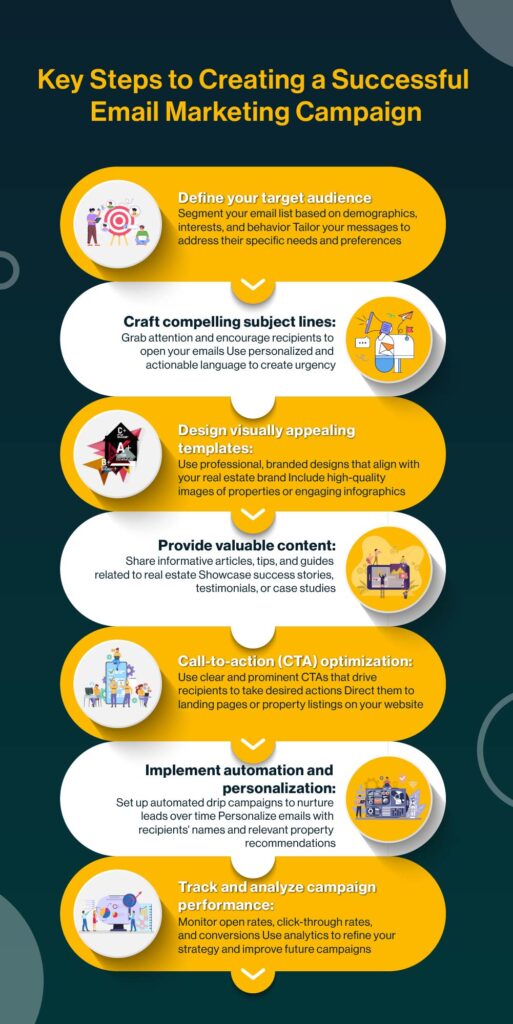 Key Steps to Creating a Successful
Email Marketing Campaign
Define your target audience
Segment your email list based on demographics,
interests, and behavior Tailor your messages to
address their specific needs and preferences
Craft compelling subject lines:
Grab attention and encourage recipients to
open your emails Use personalized and
actionable language to create urgency
Design visually appealing
templates:
Use professional, branded designs that align with
your real estate brand Include high-quality
images of properties or engaging infographics
C+
A+
B
Provide valuable content:
Share informative articles, tips, and guides
related to real estate Showcase success stories,
testimonials, or case studies
Call-to-action (CTA) optimization:
Use clear and prominent CTAs that drive
recipients to take desired actions Direct them to
landing pages or property listings on your website
Implement automation and
personalization:
Set up automated drip campaigns to nurture
leads over time Personalize emails with
recipients' names and relevant property
recommendations
Track and analyze campaign
performance:
Monitor open rates, click-through rates,
and conversions Use analytics to refine your
strategy and improve future campaigns